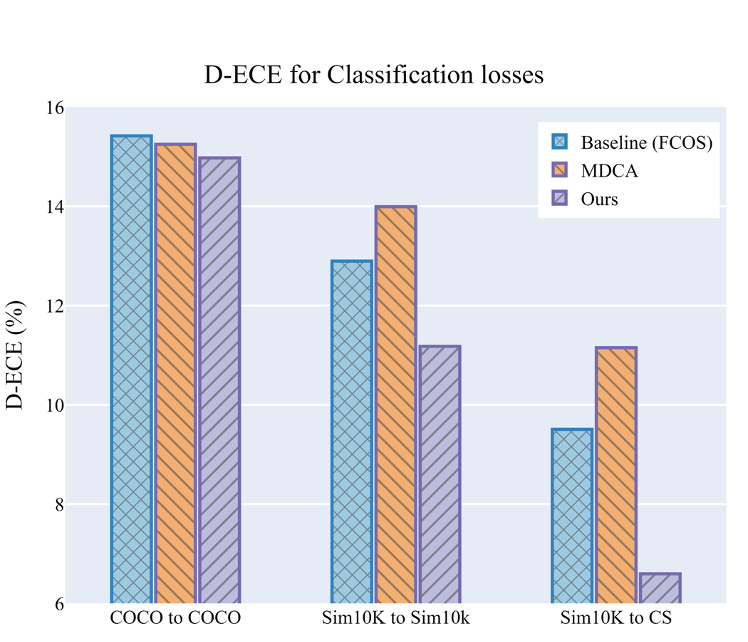 D-ECE for Classification losses
16
14
12
10
8
6
D-ECE (%)
Baseline (FCOS)
MDCA
Ours
COCO to COCO
Sim10K to Sim10k
Sim10K to CS